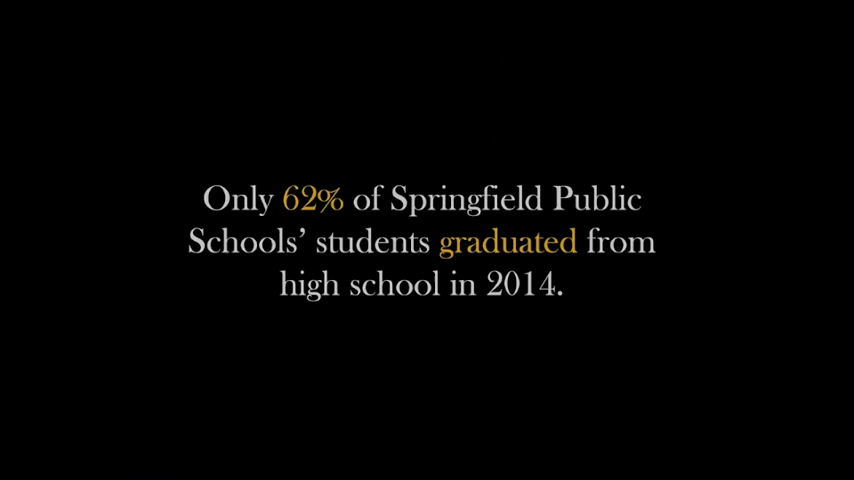 Only 62% of Springfield Public
Schools’ students graduated from
high school in 2014.